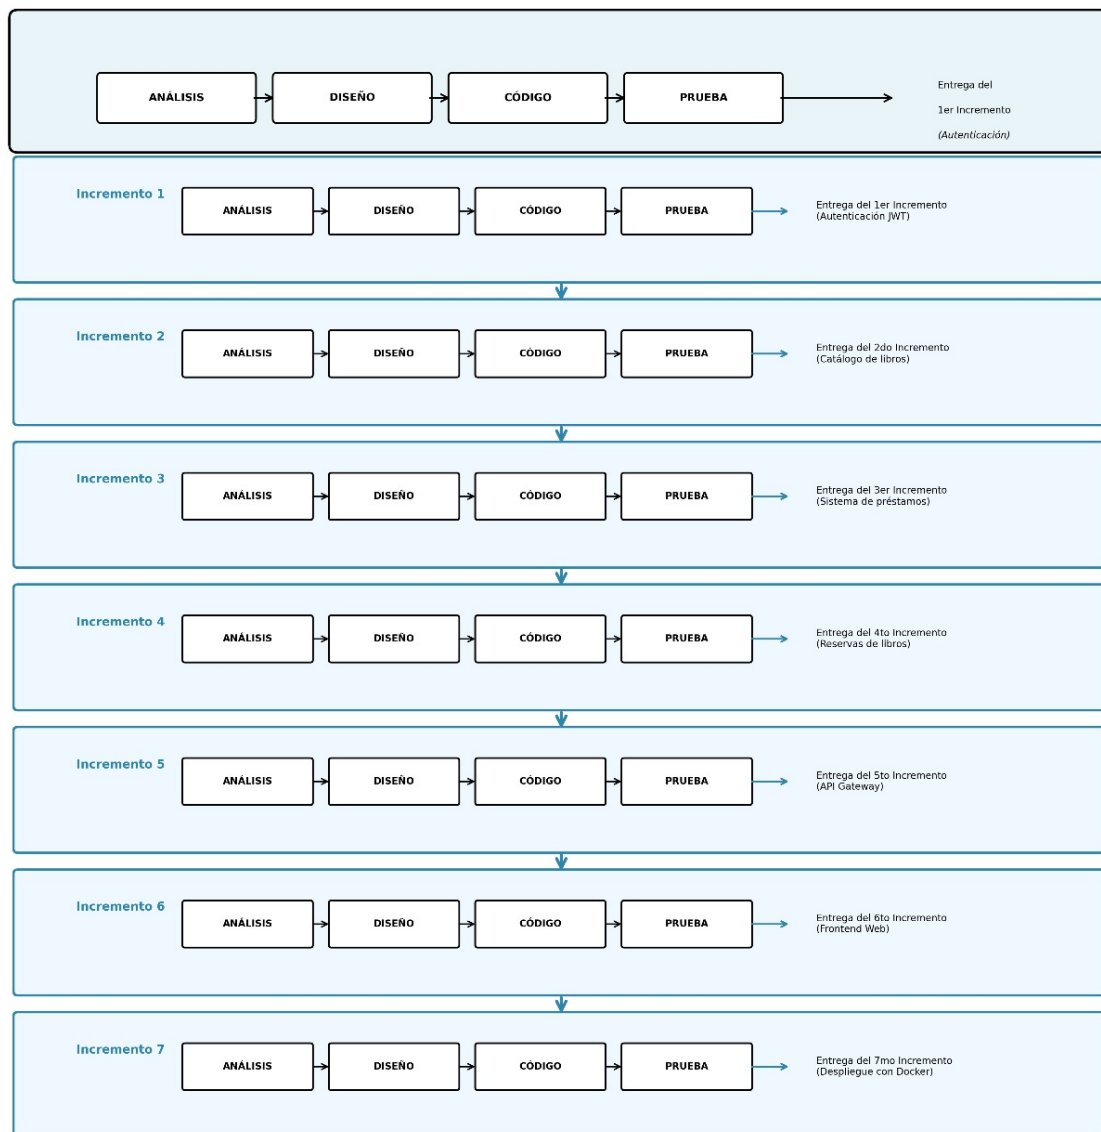 ANÁLISIS
DISEÑO
CÓDIGO
PRUEBA
Entrega del
1er Incremento
(Autenticación)
Incremento 1
ANÁLISIS
DISEÑO
CÓDIGO
PRUEBA
Entrega del 1er Incremento
(Autenticación JWT)
Incremento 2
ANÁLISIS
DISEÑO
CÓDIGO
PRUEBA
Entrega del 2do Incremento
(Catálogo de libros)
Incremento 3
ANÁLISIS
DISEÑO
CÓDIGO
PRUEBA
Entrega del 3er Incremento
(Sistema de préstamos)
Incremento 4
ANÁLISIS
DISEÑO
CÓDIGO
PRUEBA
Entrega del 4to Incremento
(Reservas de libros)
Incremento 5
ANÁLISIS
DISEÑO
CÓDIGO
PRUEBA
Entrega del 5to Incremento
(API Gateway)
Incremento 6
ANÁLISIS
DISEÑO
CÓDIGO
PRUEBA
Entrega del 6to Incremento
(Frontend Web)
Incremento 7
ANÁLISIS
DISEÑO
CÓDIGO
PRUEBA
Entrega del 7mo Incremento
(Despliegue con Docker)